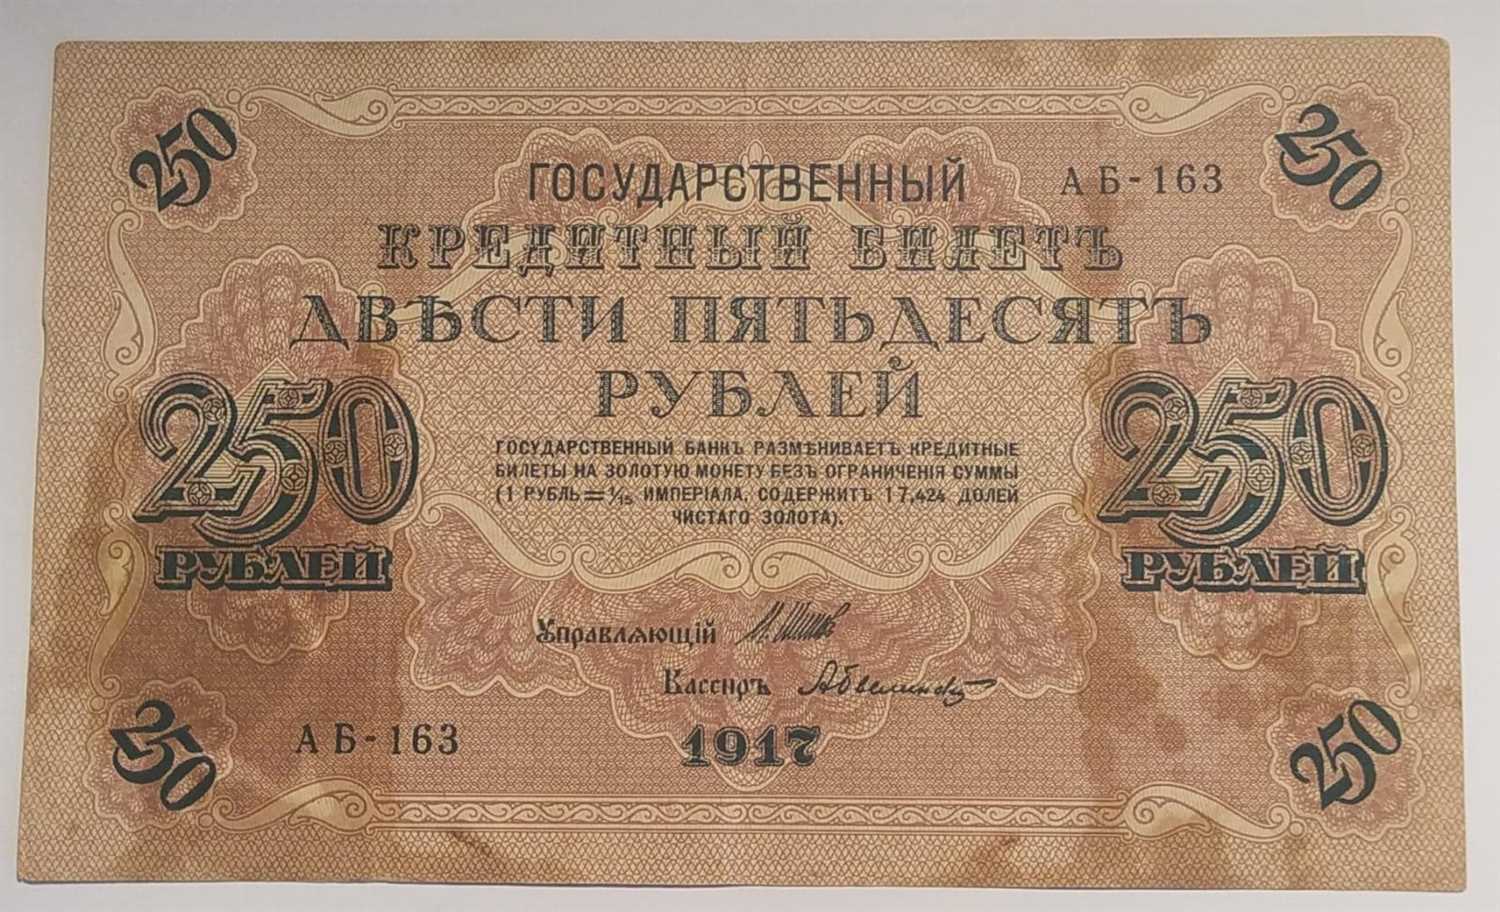 250 250
ГОСУДАРСТВЕННЫЙ АБ-163
КРЕДИТНЫЙ БИЛЕТЪ
ДВѢСТИ ПЯТЬДЕСЯТЪ
РУБЛЕЙ
250 РУБЛЕЙ
ГОСУДАРСТВЕННЫЙ БАНКЪ РАЗМѢНИВАЕТЪ КРЕДИТНЫЕ
БИЛЕТЫ НА ЗОЛОТУЮ МОНЕТУ БЕЗЪ ОГРАНИЧЕНІЯ СУММЫ
(1 РУБЛЬ = 1/15 ИМПЕРІАЛА, СОДЕРЖИТЪ 17,424 ДОЛЕЙ
ЧИСТАГО ЗОЛОТА).
250 РУБЛЕЙ
Управляющій
Кассиръ
АБ-163
1917
250 250